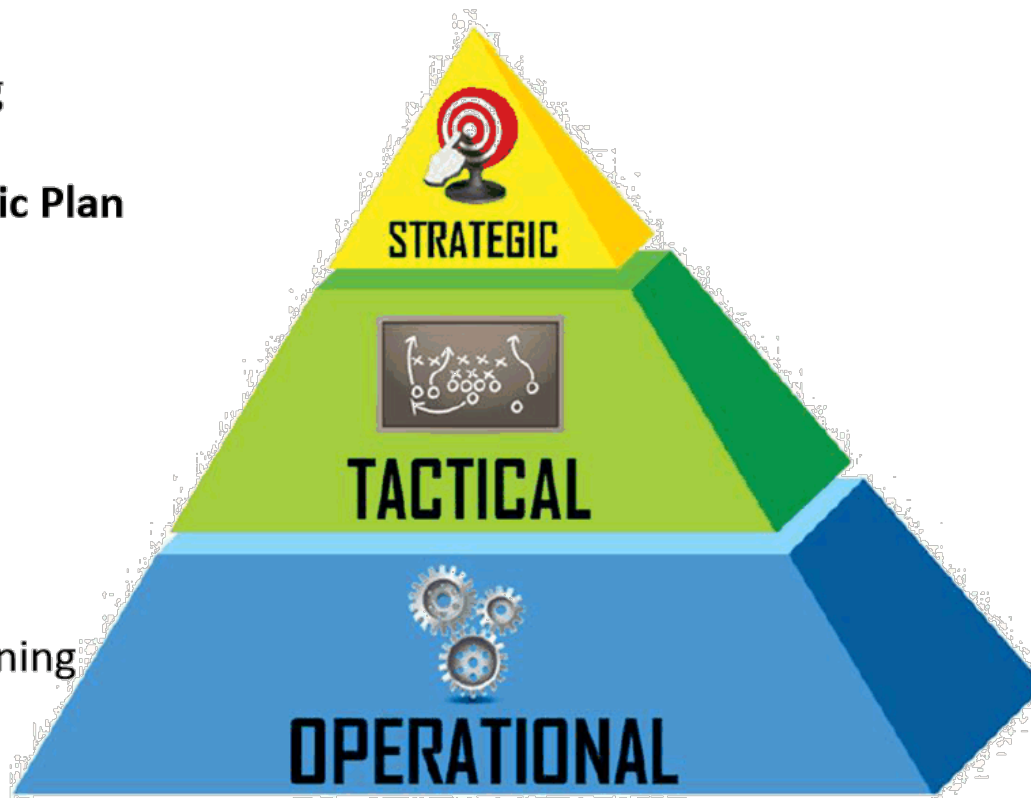 g
ic Plan
STRATEGIC
TACTICAL
ning
OPERATIONAL